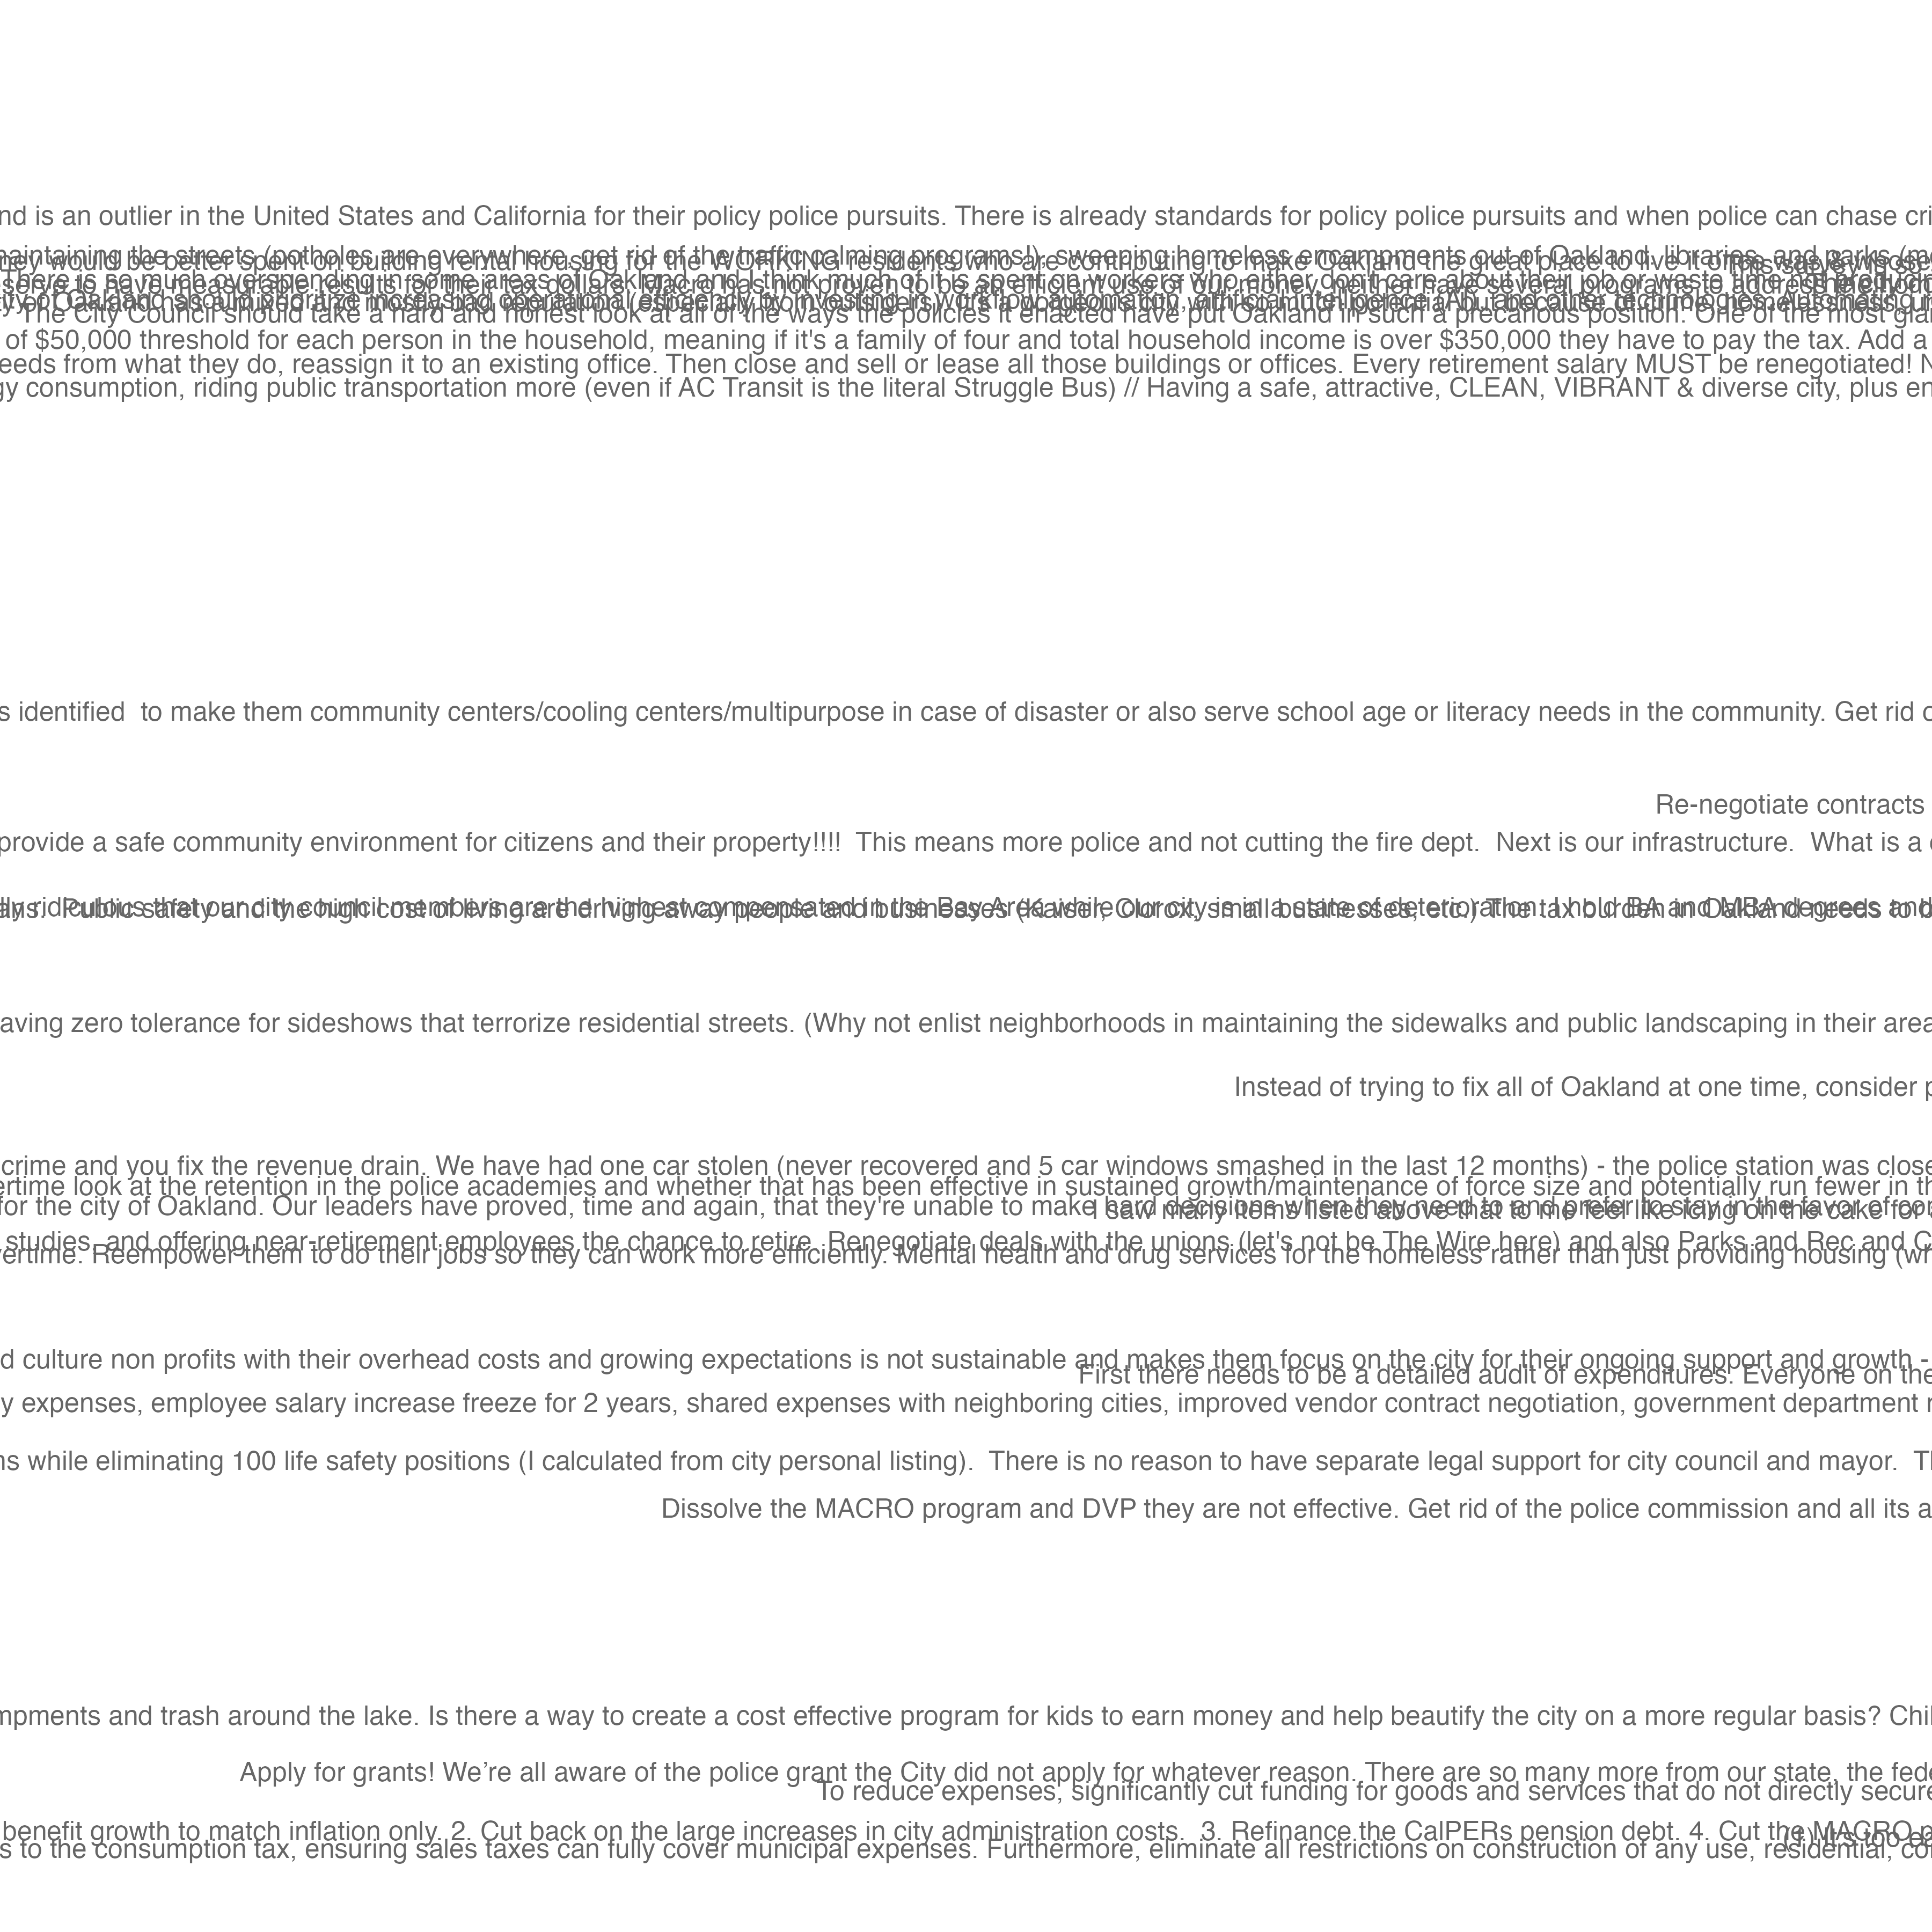 nd is an outlier in the United States and California for their policy police pursuits. There is already standards for policy police pursuits and when police can chase cri
maintaining the streets (potholes are everywhere, get rid of the traffic calming programs!), sweeping homeless encampments out of Oakland, libraries, and parks
ney would be better spent on building rental housing for the WORKING residents who are contributing to make Oakland the great place to live it
There is so much overspending in some areas of Oakland and I think much of it is spent on workers who either don't care about their job or waste time not
serve to have measurable results for their tax dollars. Macro has not proven to be an efficient use of our money, neither have several programs to address
The City Council should take a hard and honest look at all of the ways the policies it enacted have put Oakland in such a precarious position. One of the most
of $50,000 threshold for each person in the household, meaning if it's a family of four and total household income is over $350,000 they have to pay the tax. Add a
eeds from what they do, reassign it to an existing office. Then close and sell or lease all those buildings or offices. Every retirement salary MUST be renegotiated! N
gy consumption, riding public transportation more (even if AC Transit is the literal Struggle Bus) // Having a safe, attractive, CLEAN, VIBRANT & diverse city, plus en
s identified  to make them community centers/cooling centers/multipurpose in case of disaster or also serve school age or literacy needs in the community. Get rid o
Re-negotiate contracts
provide a safe community environment for citizens and their property!!!!  This means more police and not cutting the fire dept.  Next is our infrastructure.  What is a
lly ridiculous that our city council members are the highest compensated in the Bay Area while our city is in a state of deterioration. I hold BA and MBA degrees and
ans.  Public safety and the high cost of living are driving away people and businesses (Kaiser, Clorox, small businesses, etc.) The tax burden in Oakland needs to b
aving zero tolerance for sideshows that terrorize residential streets. (Why not enlist neighborhoods in maintaining the sidewalks and public landscaping in their area
Instead of trying to fix all of Oakland at one time, consider p
crime and you fix the revenue drain. We have had one car stolen (never recovered and 5 car windows smashed in the last 12 months) - the police station was close
ertime look at the retention in the police academies and whether that has been effective in sustained growth/maintenance of force size and potentially run fewer in th
for the city of Oakland. Our leaders have proved, time and again, that they're unable to make hard decisions when they need to and prefer to stay in the favor of con
I saw many items listed above that to me feel like icing on the cake for
studies, and offering near-retirement employees the chance to retire  Renegotiate deals with the unions (let's not be The Wire here) and also Parks and Rec and C
vertime. Reempower them to do their jobs so they can work more efficiently. Mental health and drug services for the homeless rather than just providing housing (wh
d culture non profits with their overhead costs and growing expectations is not sustainable and makes them focus on the city for their ongoing support and growth -
First there needs to be a detailed audit of expenditures. Everyone on the
y expenses, employee salary increase freeze for 2 years, shared expenses with neighboring cities, improved vendor contract negotiation, government department r
ns while eliminating 100 life safety positions (I calculated from city personal listing).  There is no reason to have separate legal support for city council and mayor.  Th
Dissolve the MACRO program and DVP they are not effective. Get rid of the police commission and all its a
mpments and trash around the lake. Is there a way to create a cost effective program for kids to earn money and help beautify the city on a more regular basis? Chil
Apply for grants! We’re all aware of the police grant the City did not apply for whatever reason. There are so many more from our state, the fede
To reduce expenses, significantly cut funding for goods and services that do not directly secure
benefit growth to match inflation only. 2. Cut back on the large increases in city administration costs.  3. Refinance the CalPERs pension debt. 4. Cut the MACRO p
s to the consumption tax, ensuring sales taxes can fully cover municipal expenses. Furthermore, eliminate all restrictions on construction of any use, residential, co